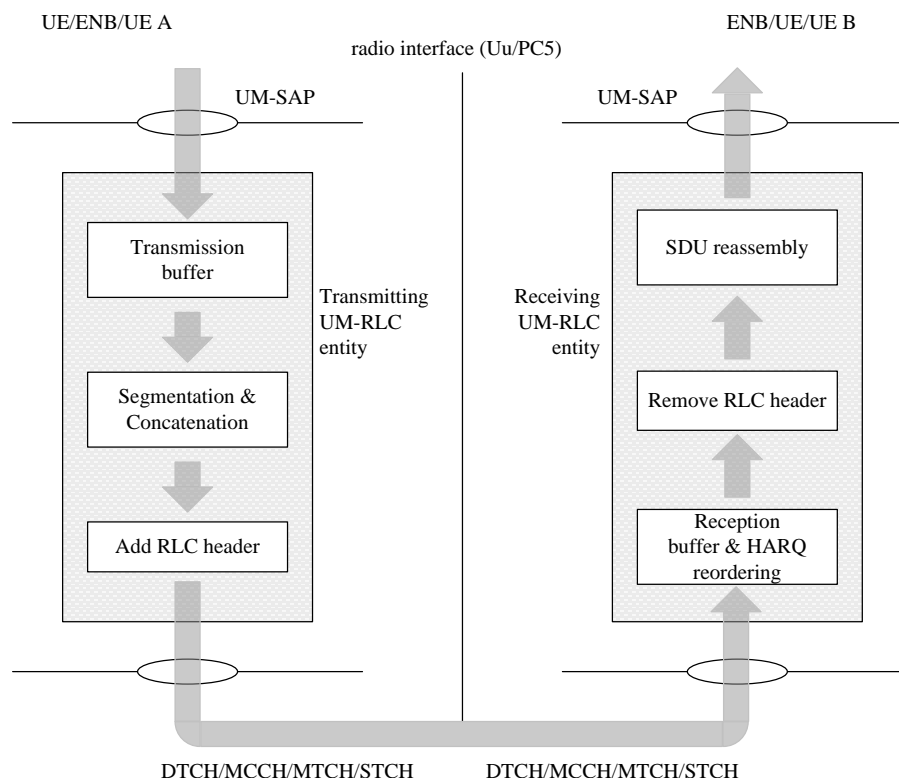 UE/ENB/UE A
ENB/UE/UE B
radio interface (Uu/PC5)
UM-SAP
UM-SAP
Transmission
buffer
Segmentation &
Concatenation
Add RLC header
Transmitting
UM-RLC
entity
Receiving
UM-RLC
entity
SDU reassembly
Remove RLC header
Reception
buffer & HARQ
reordering
DTCH/MCCH/MTCH/STCH
DTCH/MCCH/MTCH/STCH